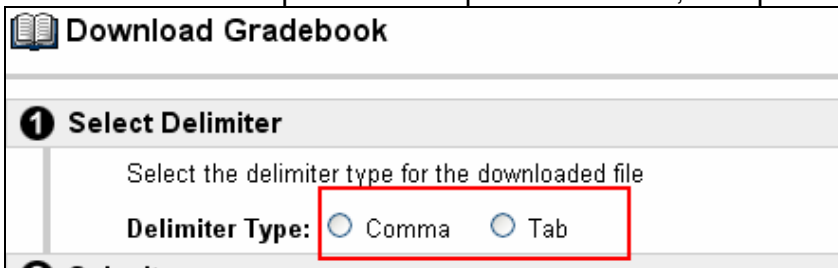 Download Gradebook
1 Select Delimiter
Select the delimiter type for the downloaded file
Delimiter Type: Comma Tab